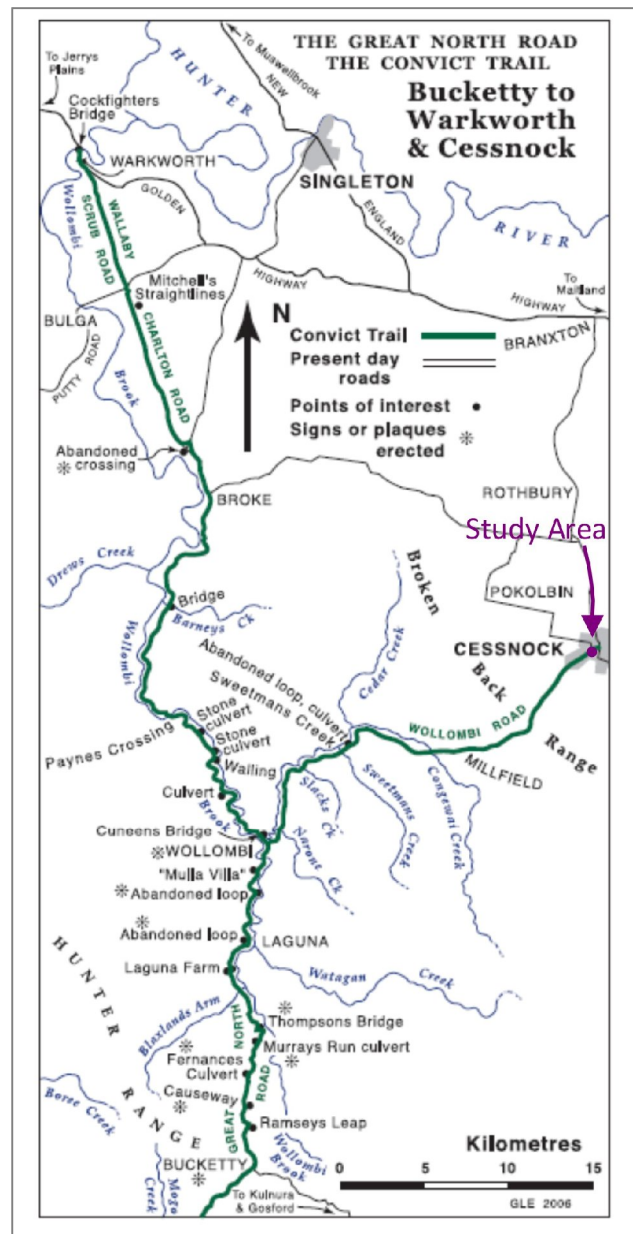 THE GREAT NORTH ROAD
THE CONVICT TRAIL
Bucketty to
Warkworth
& Cessnock
To Jerrys
Plains
To Muswellbrook
HUNTER
NEW
Cockfighters
Bridge
WARKWORTH
SINGLETON
GOLDEN
ENGLAND
RIVER
Wollombi
WALLABY
SCRUB ROAD
HIGHWAY
HIGHWAY
To
Maitland
Mitchell's
Straightlines
BULGA
PUTTY ROAD
CHARLTON ROAD
Brook
N
BRANXTON
Convict Trail
Present day
roads
Points of interest
Signs or plaques
erected
Abandoned
crossing
BROKE
ROTHBURY
Study Area
Drews Creek
Broken
POKOLBIN
Bridge
Barneys Ck
Wollombi
Cedar Creek
CESSNOCK
Back
Abandoned loop, culvert
Sweetmans Creek
WOLLOMBI ROAD
Range
MILLFIELD
Paynes Crossing
Stone
culvert
Stone
culvert
Walling
Culvert
Brook
Slacks Ck
Sweetmans
Creek
Congewai Creek
Cuneens Bridge
WOLLOMBI
Narone Ck
"Mulla Villa"
Abandoned loop
Abandoned loop
LAGUNA
Laguna Farm
Watagan Creek
HUNTER
RANGE
Blaxlands Arm
Thompsons Bridge
Murrays Run culvert
Fernances
Culvert
GREAT NORTH ROAD
Causeway
Ramseys Leap
Boree Creek
BUCKETTY
Wollombi
Brook
Mogo
Creek
To Kulnura
& Gosford
Kilometres
0 5 10 15
GLE 2006